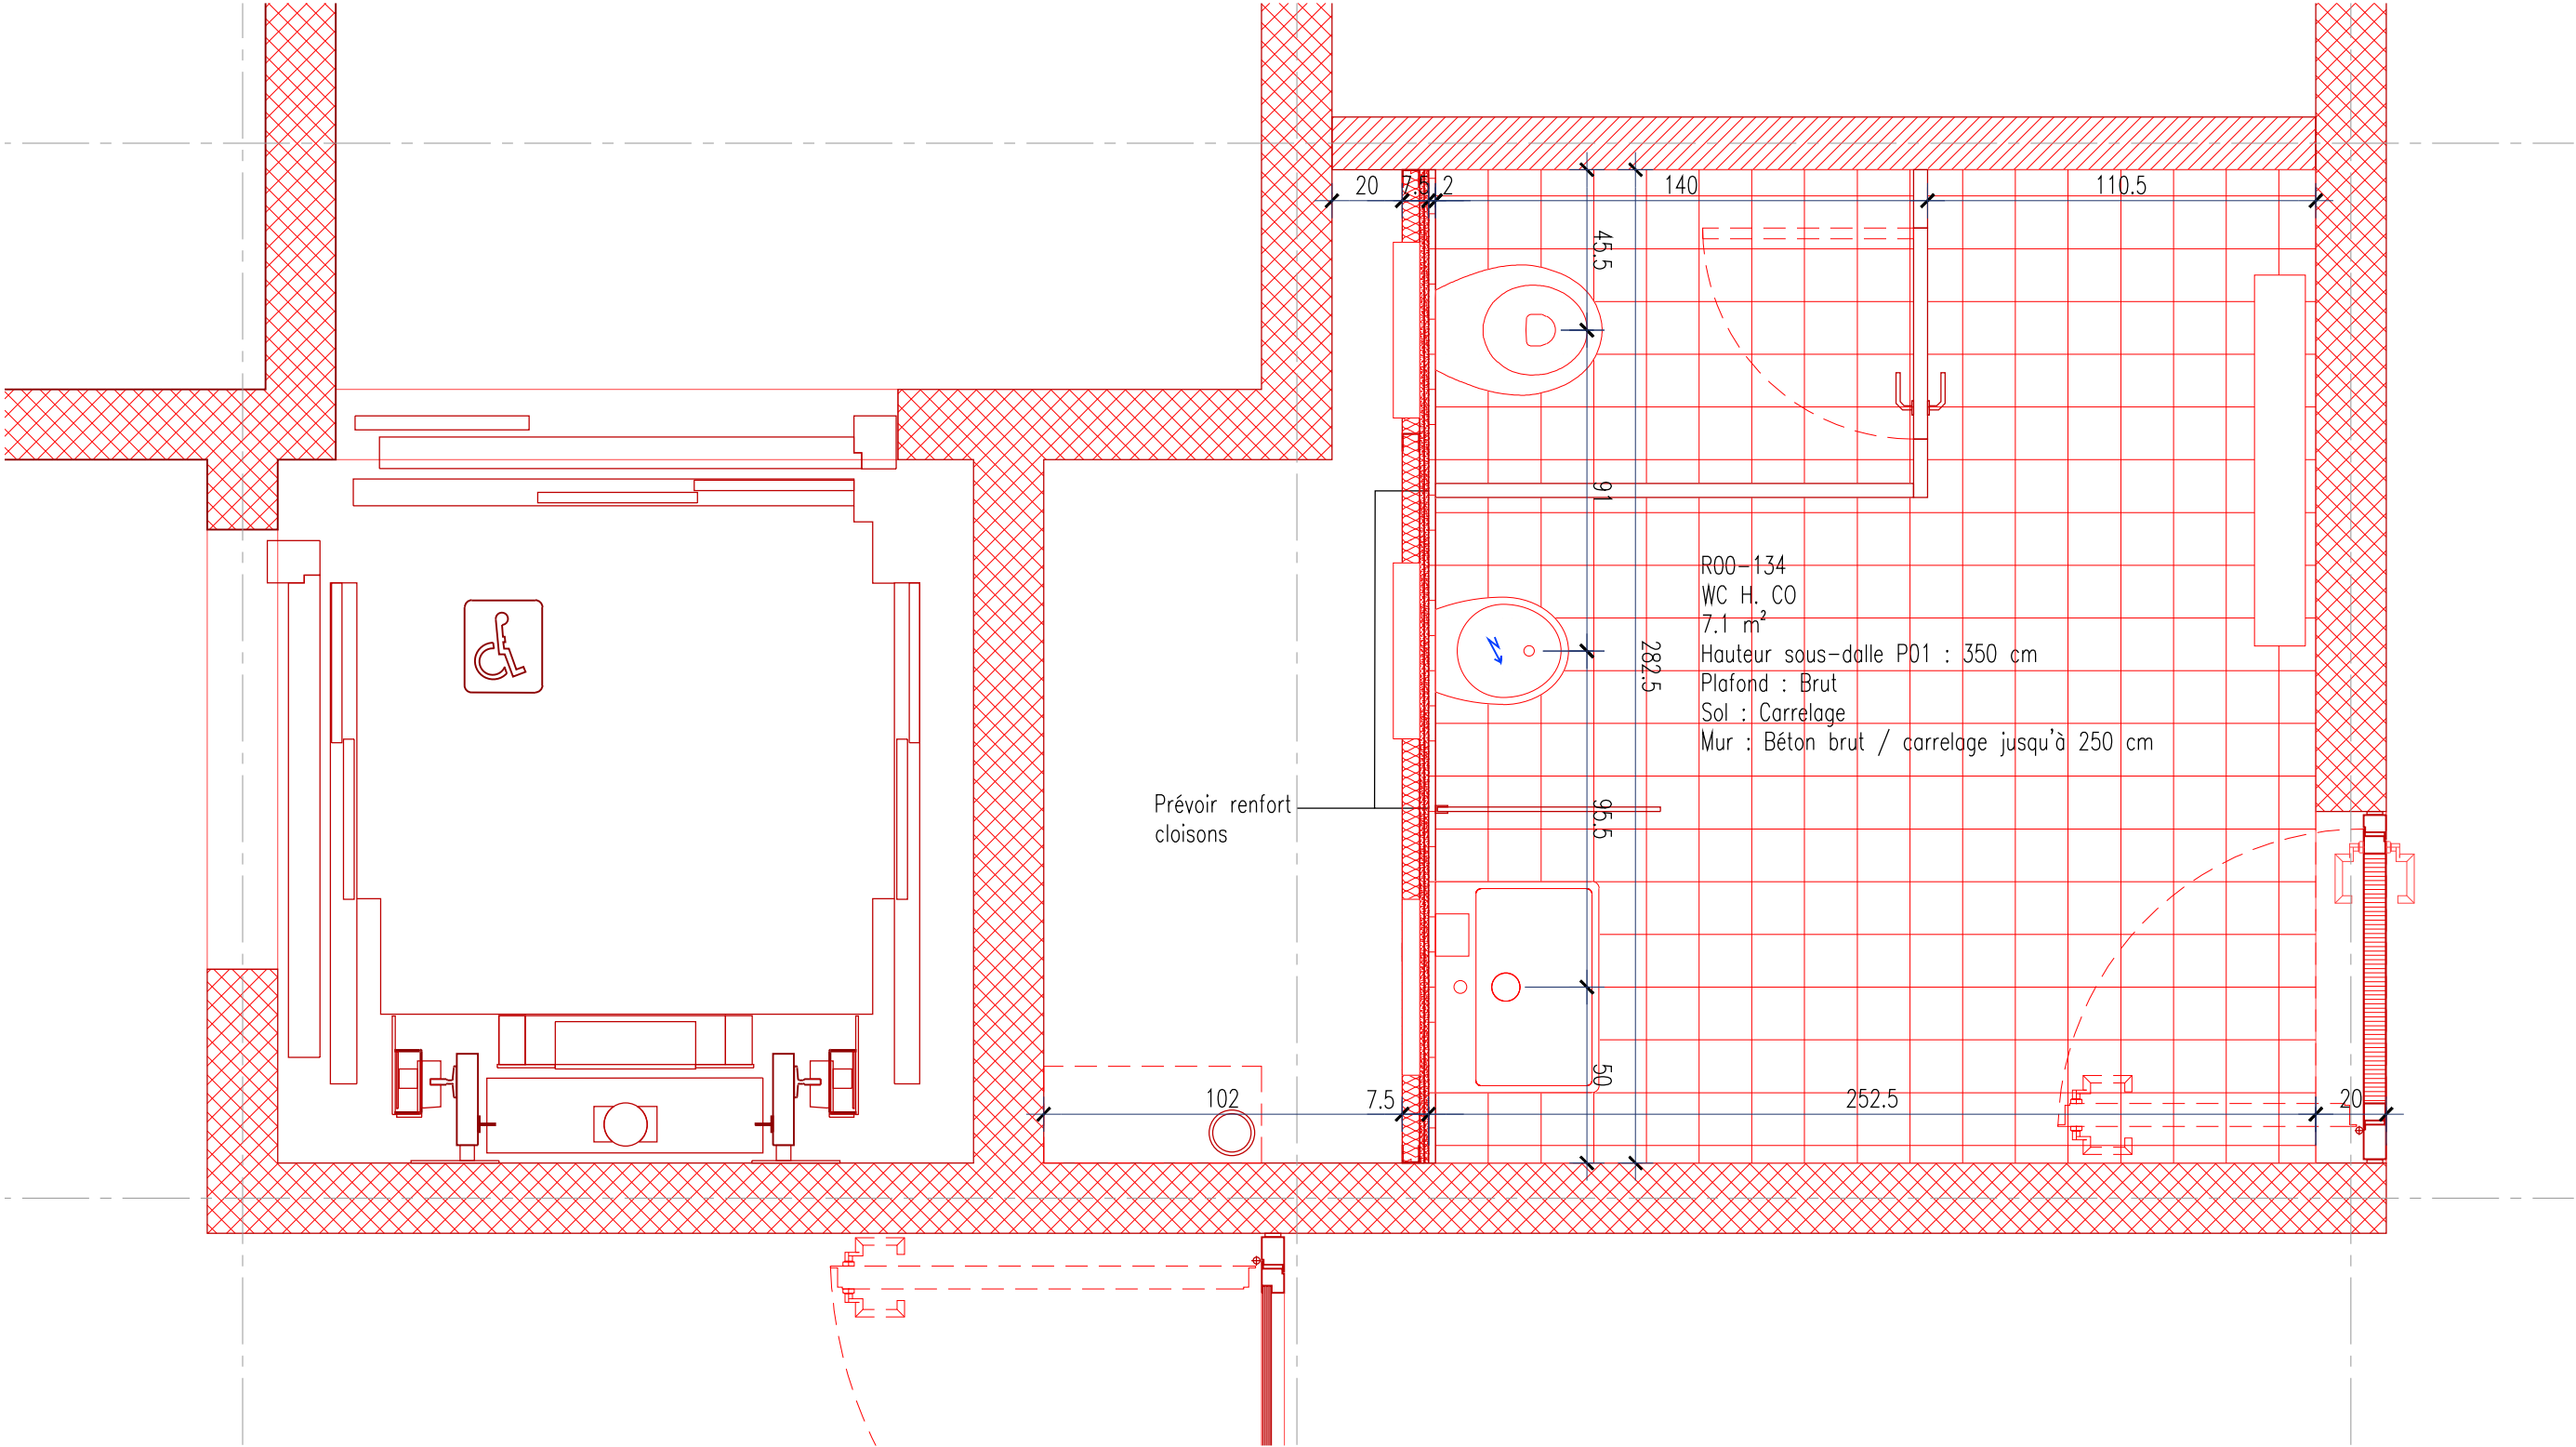 20 7.5 2 140 110.5
45.5
91
R00-134
WC H. CO
7.1 m²
Hauteur sous-dalle P01 : 350 cm
Plafond : Brut
Sol : Carrelage
Mur : Béton brut / carrelage jusqu'à 250 cm
282.5
Prévoir renfort
cloisons
95.5
50
102 7.5 252.5 20